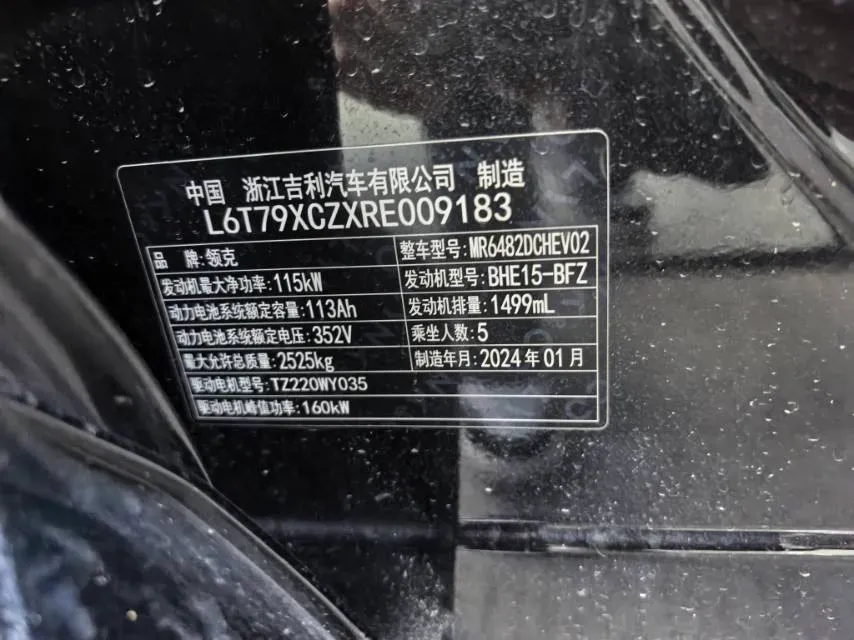 中国 浙江吉利汽车有限公司 制造
L6T79XCZXRE009183
品 牌:领克 整车型号:MR6482DCHEV02
发动机最大净功率:115kW 发动机型号:BHE15-BFZ
动力电池系统额定容量:113Ah 发动机排量:1499mL
动力电池系统额定电压:352V 乘坐人数:5
最大允许总质量:2525kg 制造年月:2024年01月
驱动电机型号:TZ220WY035
驱动电机峰值功率:160kW